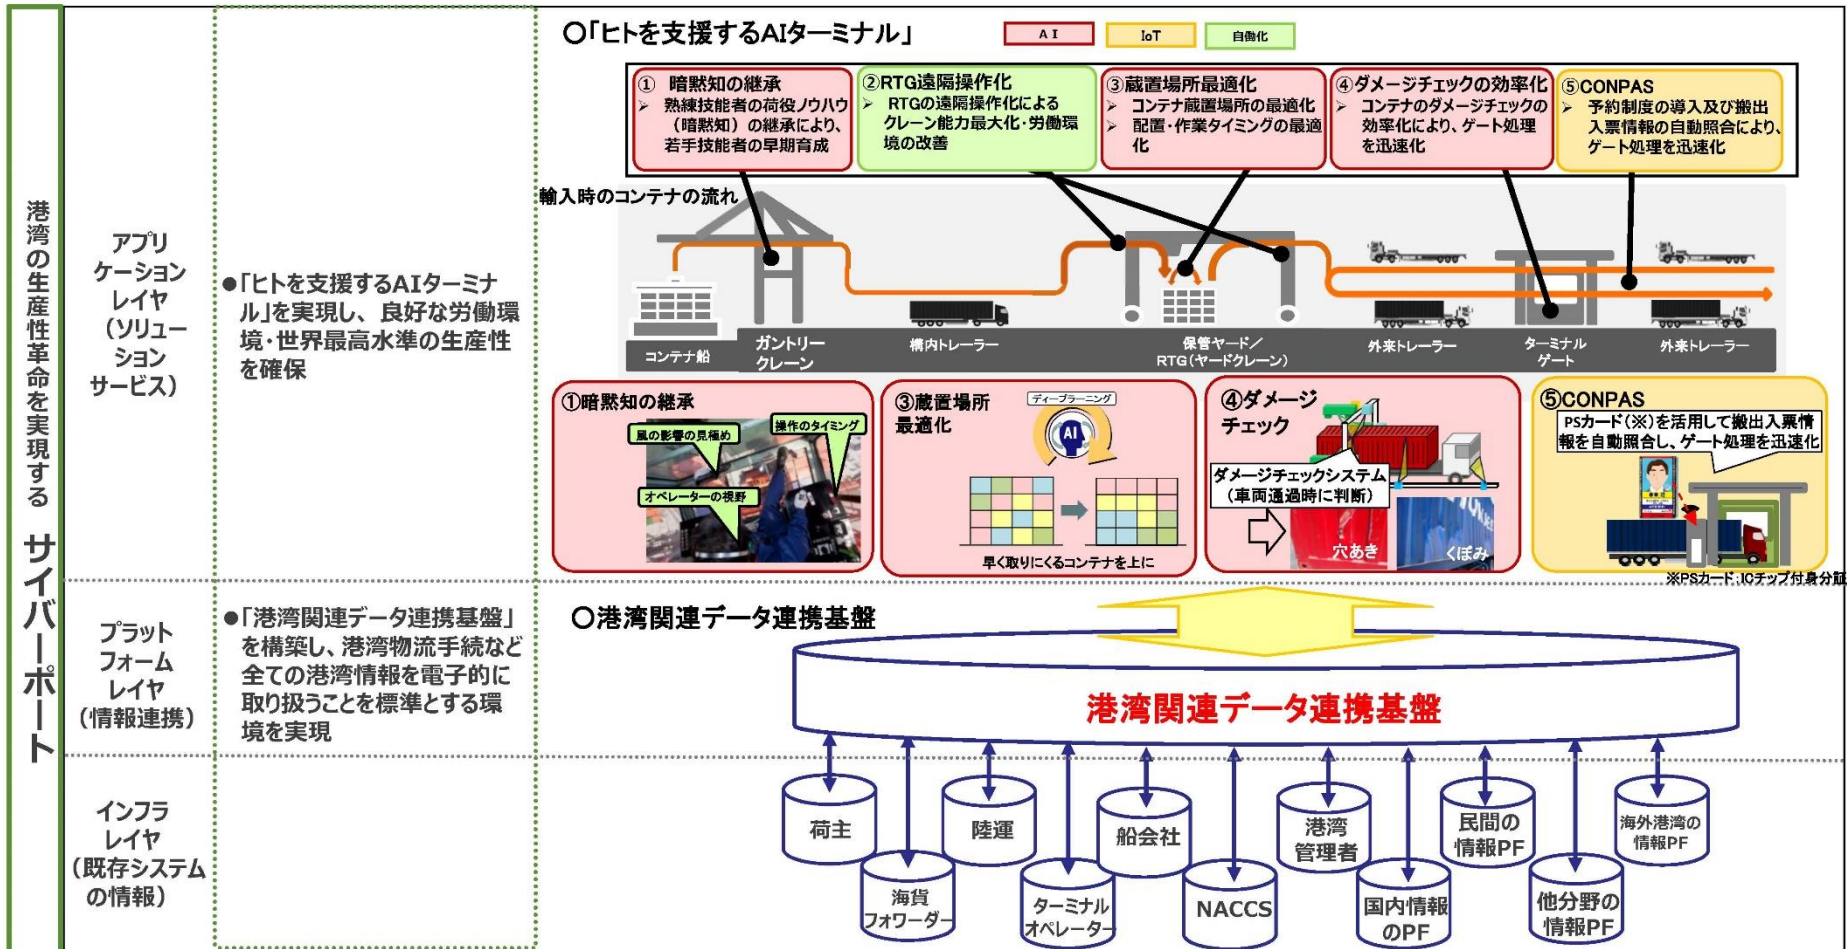 港湾の生産性革命を実現する サイバーポート
アプリ
ケーション
レイヤ
(ソリュー
ション
サービス)
●「ヒトを支援するAIターミナ
ル」を実現し、良好な労働環
境・世界最高水準の生産性
を確保
〇「ヒトを支援するAIターミナル」
AI
IoT
自働化
① 暗黙知の継承
➢ 熟練技能者の荷役ノウハウ
(暗黙知)の継承により、
若手技能者の早期育成
②RTG遠隔操作化
➢ RTGの遠隔操作化による
クレーン能力最大化・労働環
境の改善
③蔵置場所最適化
➢ コンテナ蔵置場所の最適化
➢ 配置・作業タイミングの最適
化
④ダメージチェックの効率化
➢ コンテナのダメージチェックの
効率化により、ゲート処理
を迅速化
⑤CONPAS
➢ 予約制度の導入及び搬出
入票情報の自動照合により、
ゲート処理を迅速化
輸入時のコンテナの流れ
コンテナ船
ガントリー
クレーン
構内トレーラー
保管ヤード/
RTG(ヤードクレーン)
外来トレーラー
ターミナル
ゲート
外来トレーラー
①暗黙知の継承
風の影響の見極め
操作のタイミング
オペレーターの視野
③蔵置場所
最適化
ディープラーニング
AI
早く取りにくるコンテナを上に
④ダメージ
チェック
ダメージチェックシステム
(車両通過時に判断)
穴あき
くぼみ
⑤CONPAS
PSカード(※)を活用して搬出入票情
報を自動照合し、ゲート処理を迅速化
※PSカード:ICチップ付身分証
プラット
フォーム
レイヤ
(情報連携)
●「港湾関連データ連携基盤」
を構築し、港湾物流手続など
全ての港湾情報を電子的に
取り扱うことを標準とする環
境を実現
〇港湾関連データ連携基盤
港湾関連データ連携基盤
インフラ
レイヤ
(既存システム
の情報)
荷主
海貨
フォワーダー
陸運
ターミナル
オペレーター
船会社
NACCS
港湾
管理者
国内情報
のPF
民間の
情報PF
他分野の
情報PF
海外港湾の
情報PF